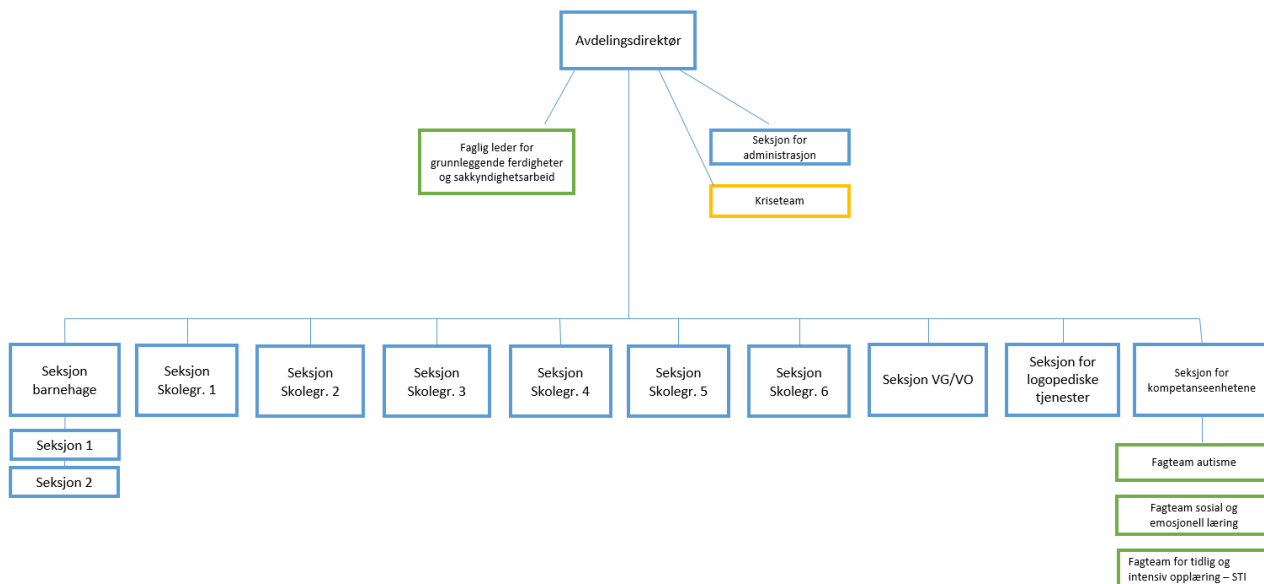 Avdelingsdirektør
Faglig leder for
grunnleggende ferdigheter
og sakkyndighetsarbeid
Seksjon for
administrasjon
Kriseteam
Seksjon
barnehage
Seksjon
Skolegr. 1
Seksjon
Skolegr. 2
Seksjon
Skolegr. 3
Seksjon
Skolegr. 4
Seksjon
Skolegr. 5
Seksjon
Skolegr. 6
Seksjon VG/VO
Seksjon for
logopediske
tjenester
Seksjon for
kompetanseenhetene
Seksjon 1
Seksjon 2
Fagteam autisme
Fagteam sosial og
emosjonell læring
Fagteam for tidlig og
intensiv opplæring – STI